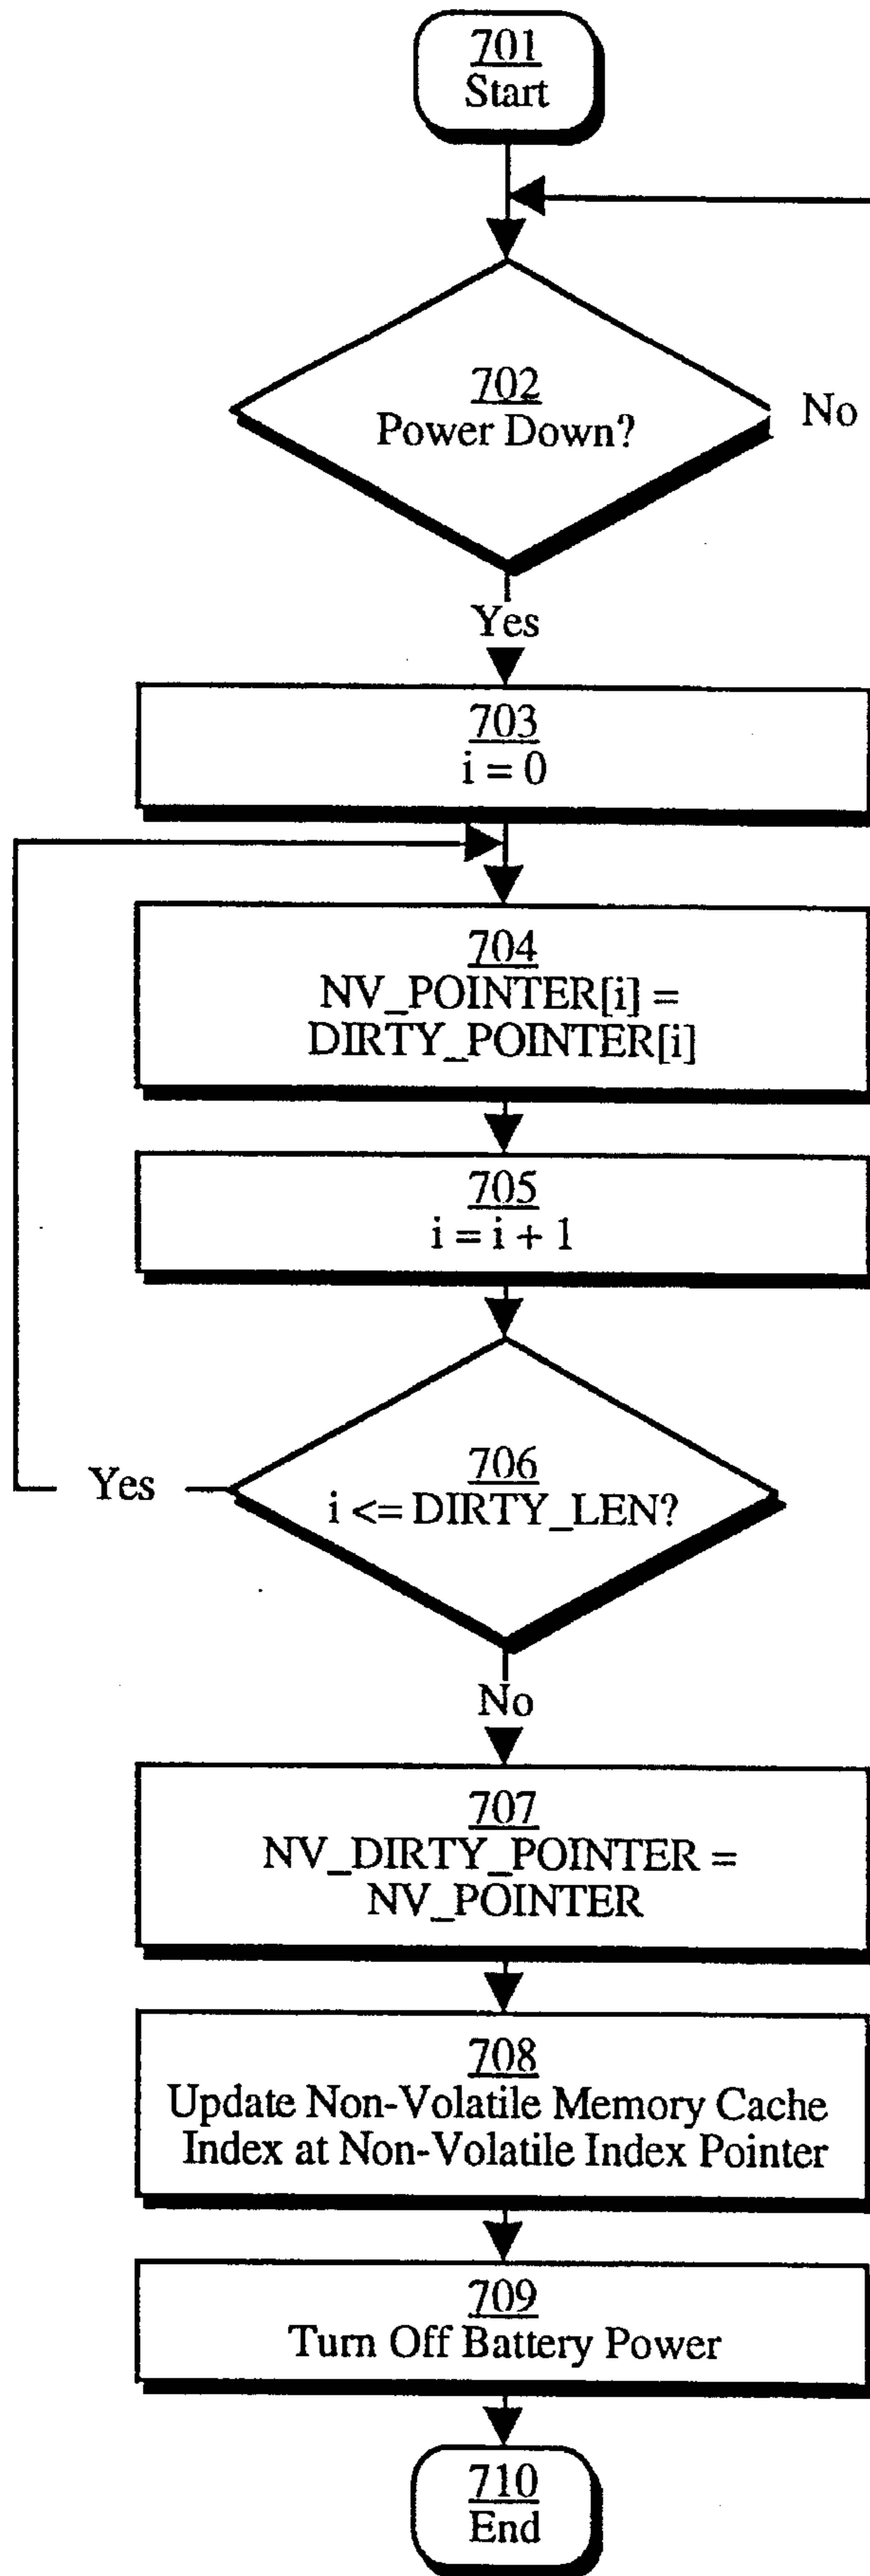 701
Start
702
Power Down?
No
Yes
703
i = 0
704
NV_POINTER[i] =
DIRTY_POINTER[i]
705
i = i + 1
706
i <= DIRTY_LEN?
Yes
No
707
NV_DIRTY_POINTER =
NV_POINTER
708
Update Non-Volatile Memory Cache
Index at Non-Volatile Index Pointer
709
Turn Off Battery Power
710
End